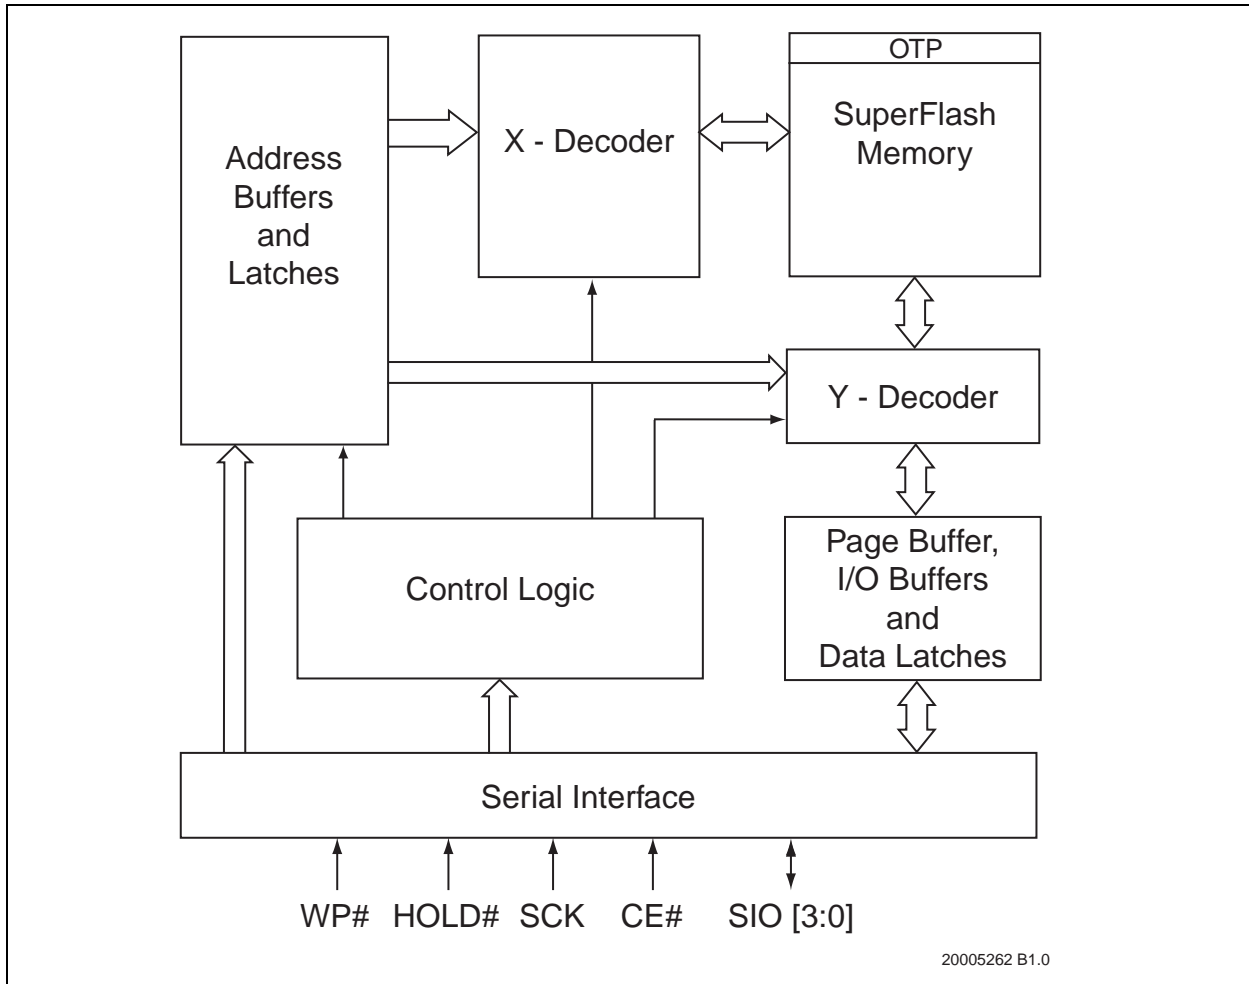 OTP
SuperFlash
Memory
X - Decoder
Address
Buffers
and
Latches
Y - Decoder
Page Buffer,
I/O Buffers
and
Data Latches
Control Logic
Serial Interface
WP# HOLD# SCK CE# SIO [3:0]
20005262 B1.0